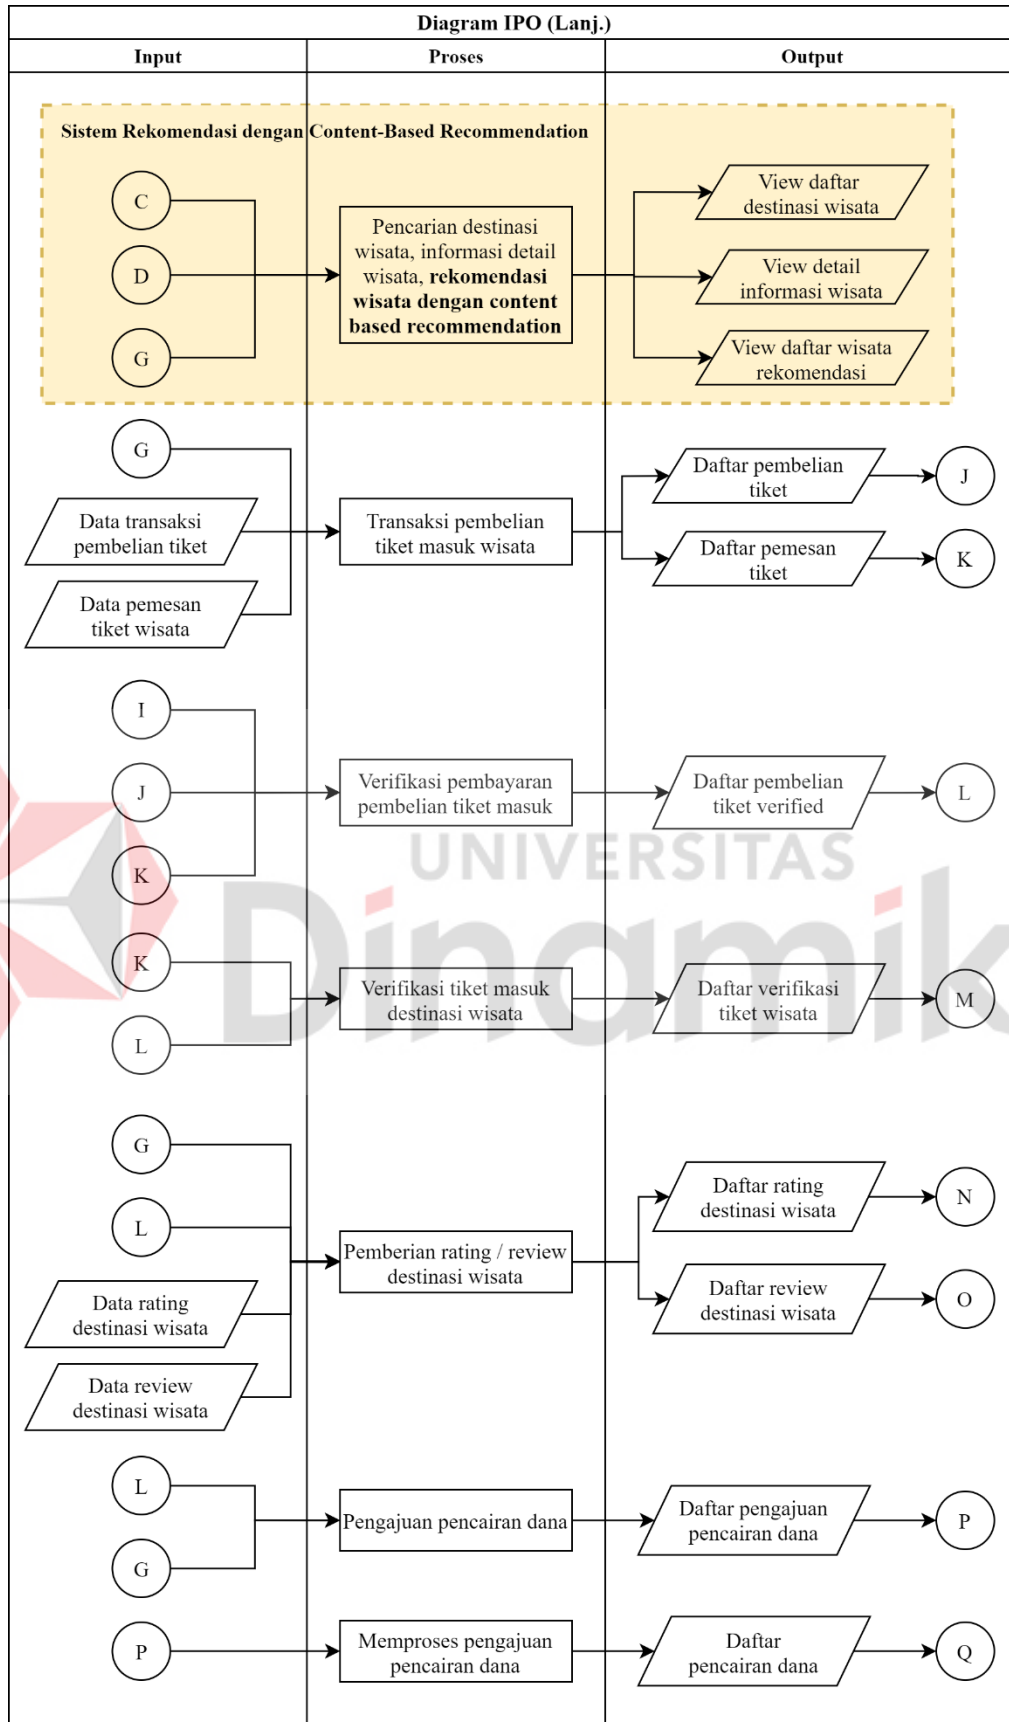 Diagram IPO (Lanj.)
Input
Proses
Output
Sistem Rekomendasi dengan Content-Based Recommendation
C
D
G
Pencarian destinasi
wisata, informasi detail
wisata, rekomendasi
wisata dengan content
based recommendation
View daftar
destinasi wisata
View detail
informasi wisata
View daftar wisata
rekomendasi
G
Data transaksi
pembelian tiket
Data pemesan
tiket wisata
Transaksi pembelian
tiket masuk wisata
Daftar pembelian
tiket
J
Daftar pemesan
tiket
K
I
J
K
Verifikasi pembayaran
pembelian tiket masuk
Daftar pembelian
tiket verified
L
UNIVERSITAS
Dinamika
K
L
Verifikasi tiket masuk
destinasi wisata
Daftar verifikasi
tiket wisata
M
G
L
Data rating
destinasi wisata
Data review
destinasi wisata
Pemberian rating / review
destinasi wisata
Daftar rating
destinasi wisata
N
Daftar review
destinasi wisata
O
L
G
Pengajuan pencairan dana
Daftar pengajuan
pencairan dana
P
P
Memproses pengajuan
pencairan dana
Daftar
pencairan dana
Q